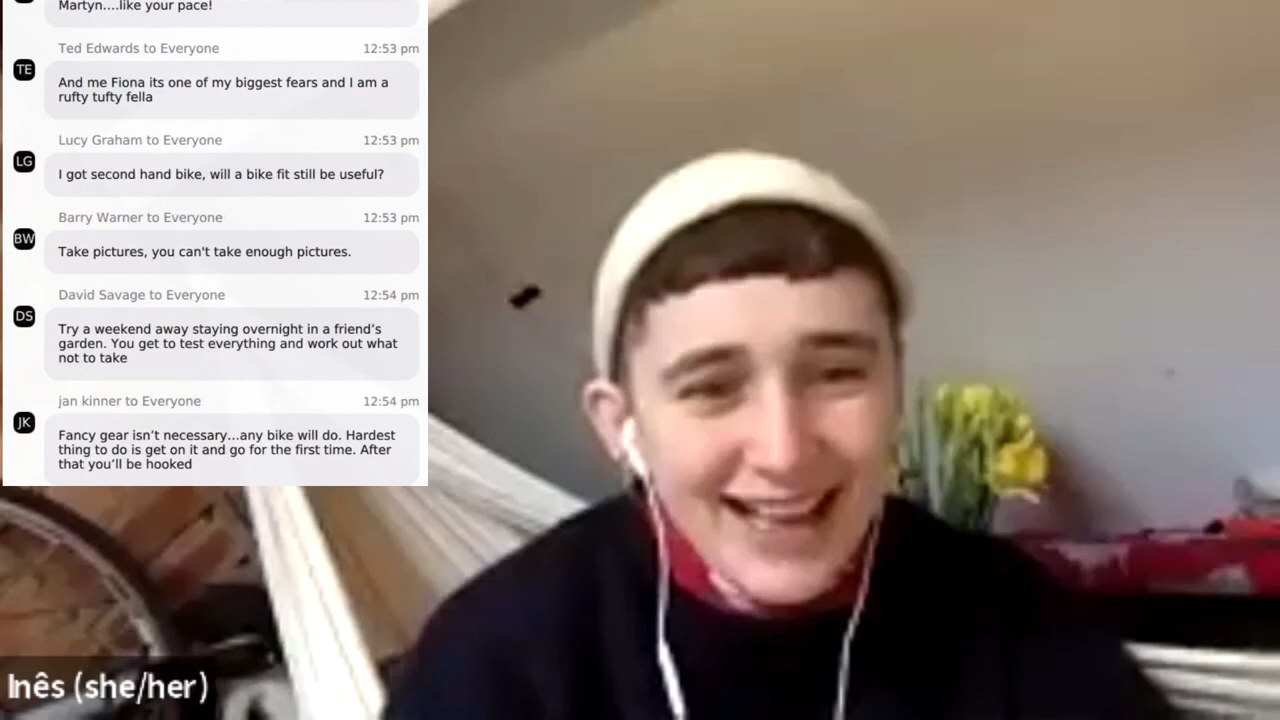 Martyn....like your pace!
Ted Edwards to Everyone 12:53 pm
TE
And me Fiona its one of my biggest fears and I am a
rufty tufty fella
Lucy Graham to Everyone 12:53 pm
LG
I got second hand bike, will a bike fit still be useful?
Barry Warner to Everyone 12:53 pm
BW
Take pictures, you can't take enough pictures.
David Savage to Everyone 12:54 pm
DS
Try a weekend away staying overnight in a friend’s
garden. You get to test everything and work out what
not to take
jan kinner to Everyone 12:54 pm
JK
Fancy gear isn’t necessary...any bike will do. Hardest
thing to do is get on it and go for the first time. After
that you’ll be hooked
Inês (she/her)